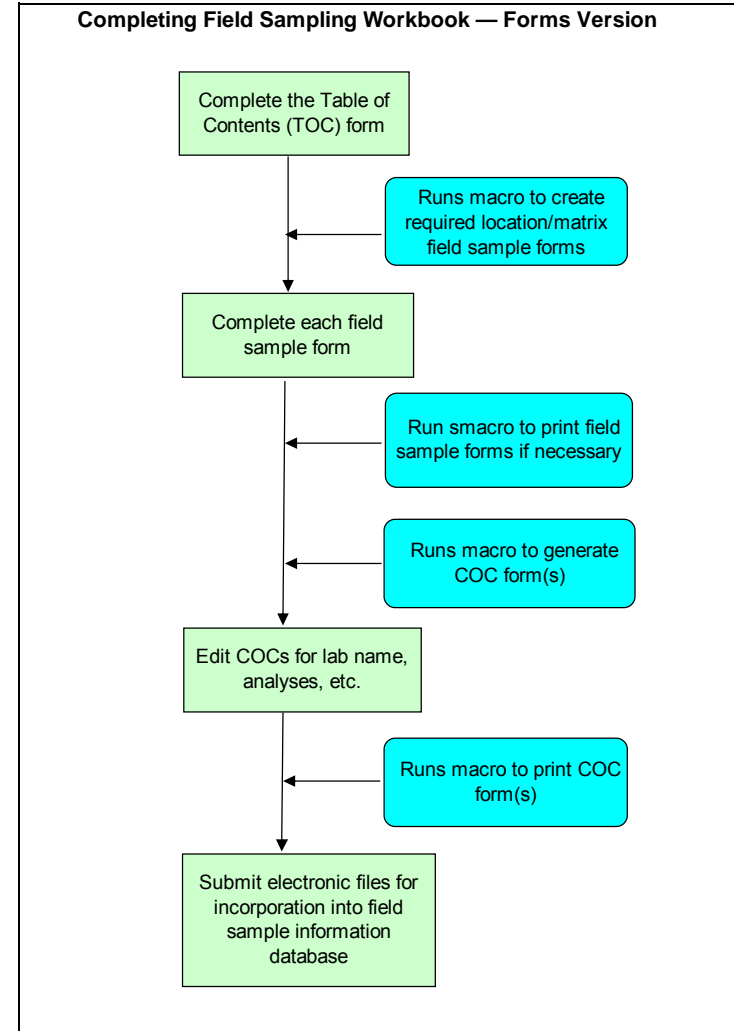 Completing Field Sampling Workbook — Forms Version
Complete the Table of
Contents (TOC) form
Runs macro to create
required location/matrix
field sample forms
Complete each field
sample form
Run smacro to print field
sample forms if necessary
Runs macro to generate
COC form(s)
Edit COCs for lab name,
analyses, etc.
Runs macro to print COC
form(s)
Submit electronic files for
incorporation into field
sample information
database